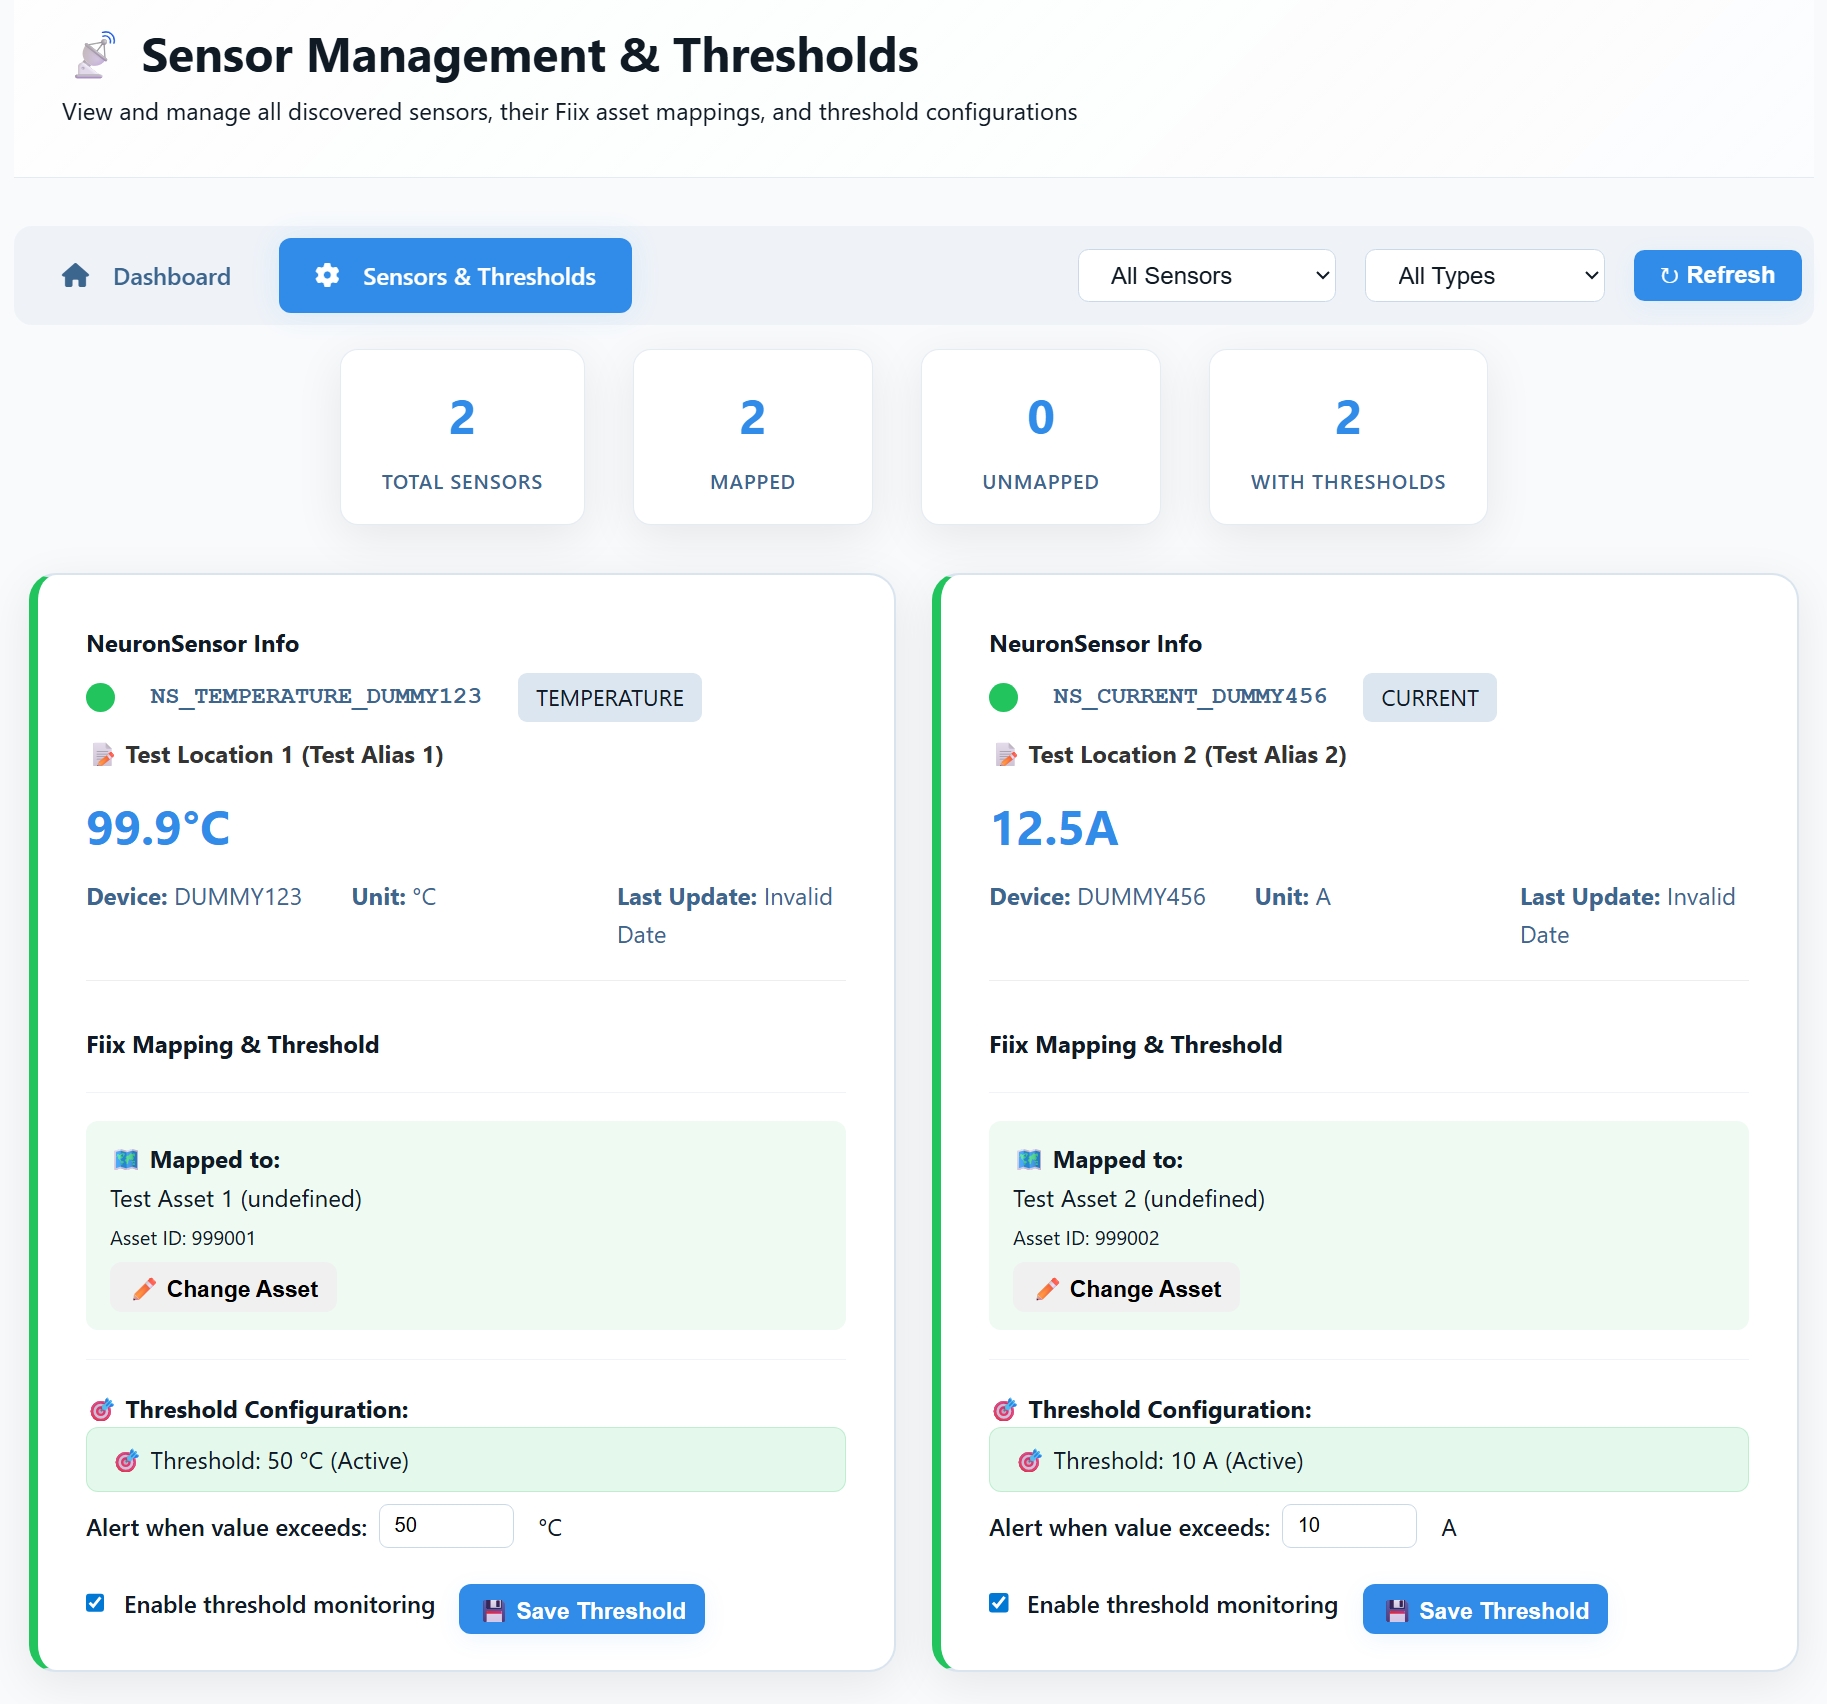 Sensor Management & Thresholds
View and manage all discovered sensors, their Fiix asset mappings, and threshold configurations
Dashboard
Sensors & Thresholds
All Sensors
All Types
↻ Refresh
2
TOTAL SENSORS
2
MAPPED
0
UNMAPPED
2
WITH THRESHOLDS
NeuronSensor Info
NS_TEMPERATURE_DUMMY123
TEMPERATURE
Test Location 1 (Test Alias 1)
99.9°C
Device: DUMMY123
Unit: °C
Last Update: Invalid
Date
Fiix Mapping & Threshold
Mapped to:
Test Asset 1 (undefined)
Asset ID: 999001
Change Asset
Threshold Configuration:
Threshold: 50 °C (Active)
Alert when value exceeds: 50 °C
Enable threshold monitoring
Save Threshold
NeuronSensor Info
NS_CURRENT_DUMMY456
CURRENT
Test Location 2 (Test Alias 2)
12.5A
Device: DUMMY456
Unit: A
Last Update: Invalid
Date
Fiix Mapping & Threshold
Mapped to:
Test Asset 2 (undefined)
Asset ID: 999002
Change Asset
Threshold Configuration:
Threshold: 10 A (Active)
Alert when value exceeds: 10 A
Enable threshold monitoring
Save Threshold